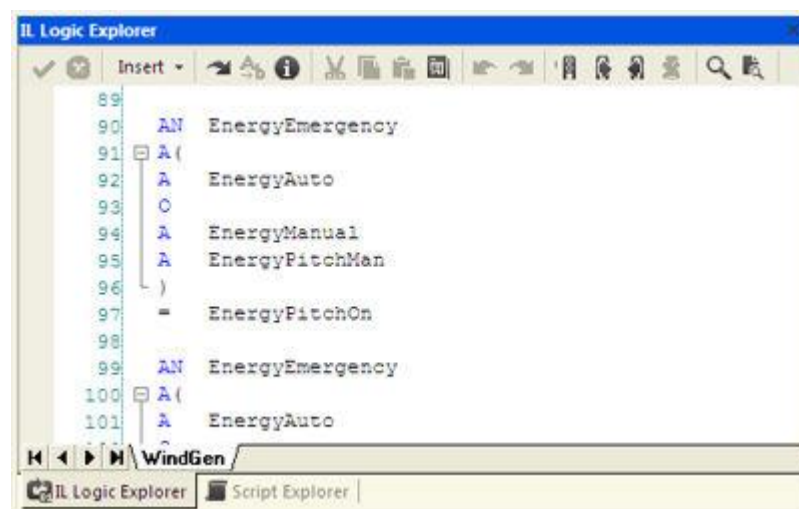 IL Logic Explorer
Insert
89
90 AN EnergyEmergency
91 A(
92 A EnergyAuto
93 O
94 A EnergyManual
95 A EnergyPitchMan
96 )
97 = EnergyPitchOn
98
99 AN EnergyEmergency
100 A(
101 A EnergyAuto
WindGen
IL Logic Explorer Script Explorer